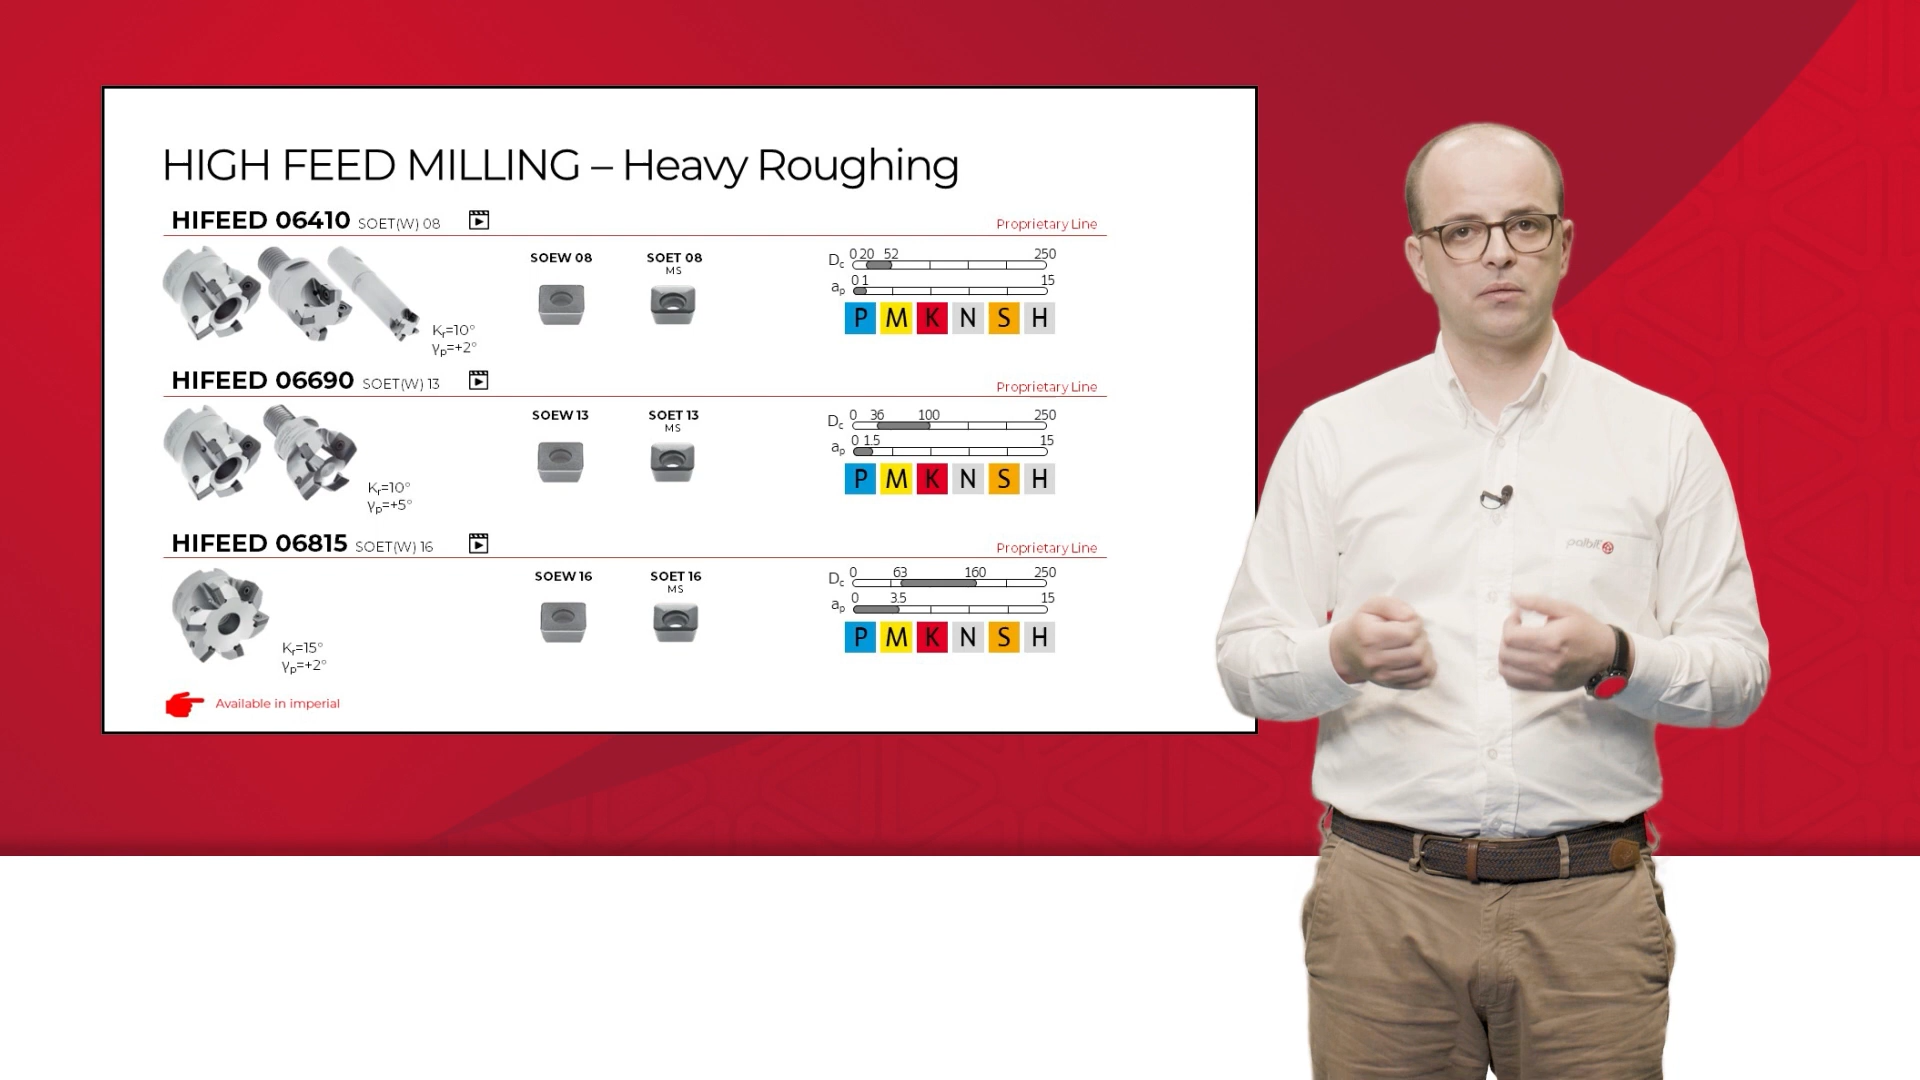 HIGH FEED MILLING – Heavy Roughing
HIFEED 06410 SOET(W) 08
Proprietary Line
SOEW 08
SOET 08
MS
Kr=10°
γp=+2°
Dc 0 20 52 250
ap 0 1 15
P M K N S H
HIFEED 06690 SOET(W) 13
Proprietary Line
SOEW 13
SOET 13
MS
Kr=10°
γp=+5°
Dc 0 36 100 250
ap 0 1.5 15
P M K N S H
HIFEED 06815 SOET(W) 16
Proprietary Line
SOEW 16
SOET 16
MS
Kr=15°
γp=+2°
Dc 0 63 160 250
ap 0 3.5 15
P M K N S H
Available in imperial
palbit